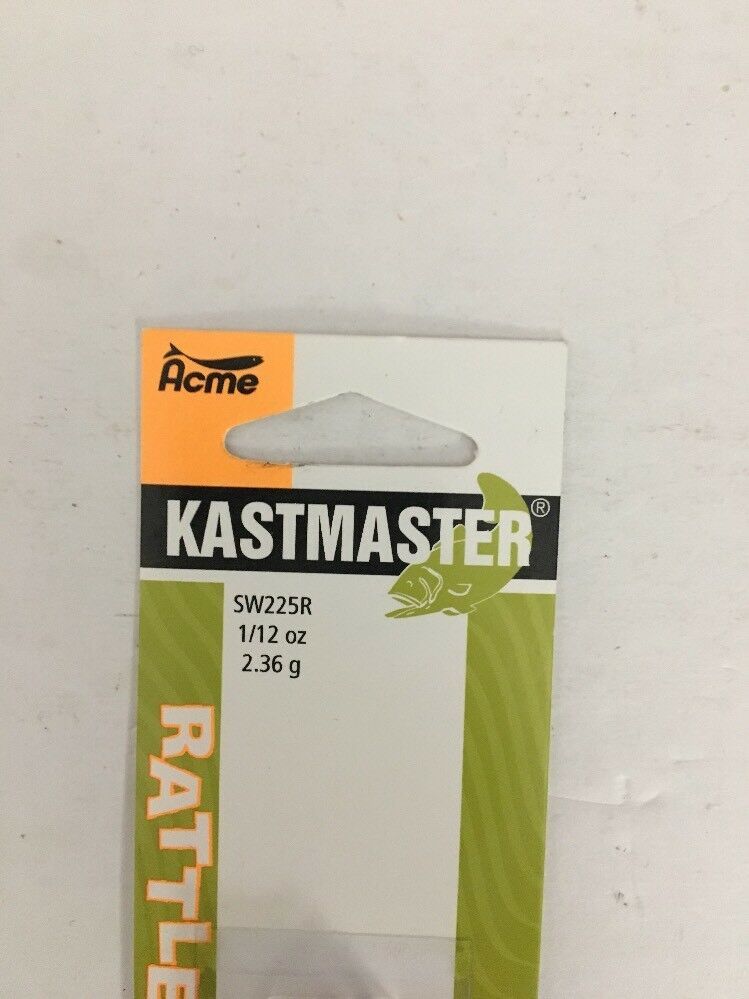 Acme
KASTMASTER®
SW225R
1/12 oz
2.36 g
RATTLE